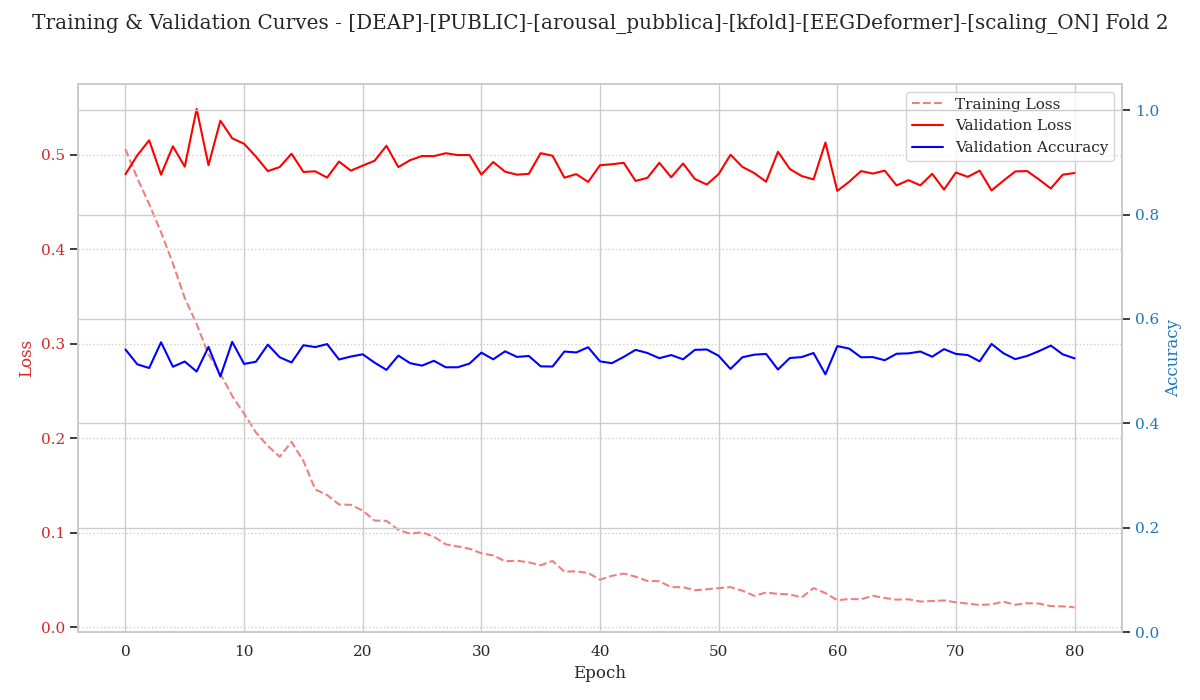 Training & Validation Curves - [DEAP]-[PUBLIC]-[arousal_pubblica]-[kfold]-[EEGDeformer]-[scaling_ON] Fold 2
Training Loss
Validation Loss
Validation Accuracy
Loss
0.5
0.4
0.3
0.2
0.1
0.0
1.0
0.8
0.6
0.4
0.2
0.0
Accuracy
0 10 20 30 40 50 60 70 80
Epoch